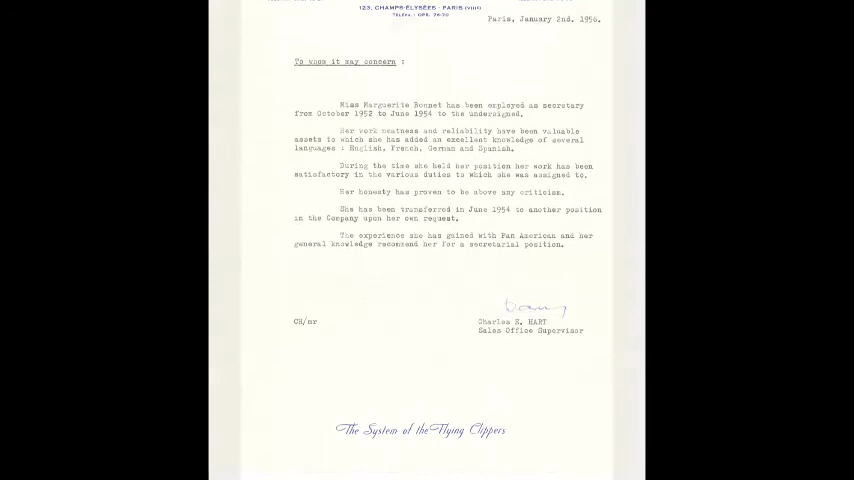 123, CHAMPS-ÉLYSÉES - PARIS (VIIIe)
TÉLÉPH. : OPÉ. 76-70
Paris, January 2nd. 1956.
To whom it may concern :
Miss Marguerite Bonnet has been employed as secretary
from October 1952 to June 1954 to the undersigned.
Her work neatness and reliability have been valuable
assets to which she has added an excellent knowledge of several
languages : English, French, German and Spanish.
During the time she held her position her work has been
satisfactory in the various duties to which she was assigned to.
Her honesty has proven to be above any criticism.
She has been transferred in June 1954 to another position
in the Company upon her own request.
The experience she has gained with Pan American and her
general knowledge recommend her for a secretarial position.
CH/mr
Charles E. HART
Sales Office Supervisor
The System of the Flying Clippers